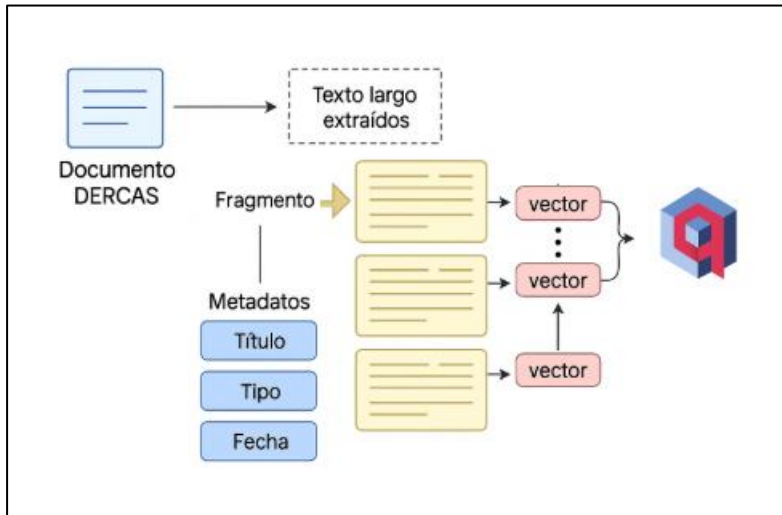 Texto largo
extraídos
Documento
DERCAS
Fragmento
vector
vector
Metadatos
Título
Tipo
Fecha
vector